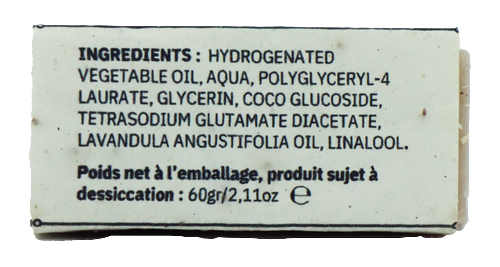 INGREDIENTS : HYDROGENATED
VEGETABLE OIL, AQUA, POLYGLYCERYL-4
LAURATE, GLYCERIN, COCO GLUCOSIDE,
TETRASODIUM GLUTAMATE DIACETATE,
LAVANDULA ANGUSTIFOLIA OIL, LINALOOL.
Poids net à l'emballage, produit sujet à
dessiccation : 60gr/2,11oz ℮